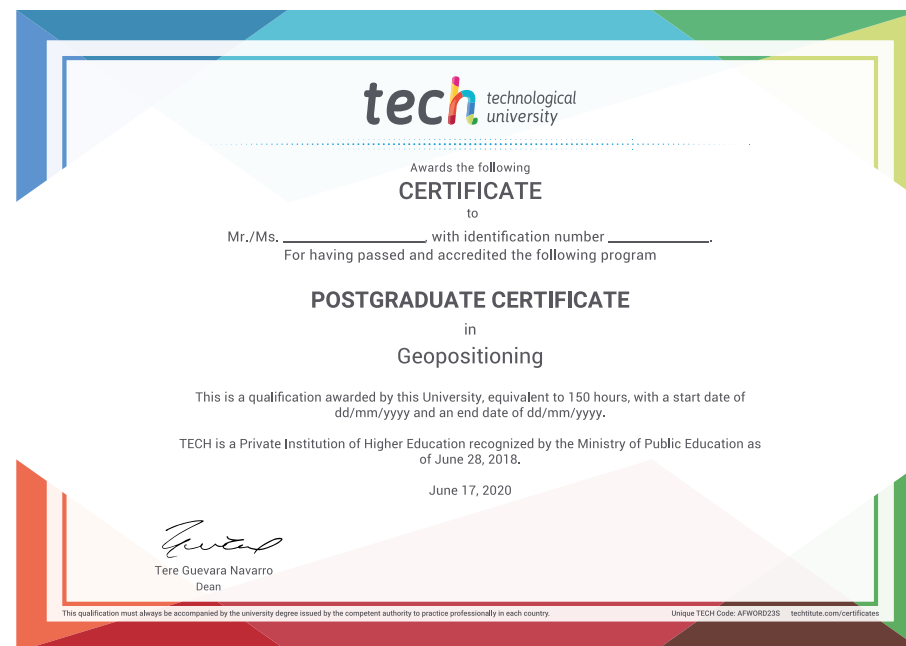 tech technological
university
Awards the following
CERTIFICATE
to
Mr./Ms. ____________________, with identification number ______________.
For having passed and accredited the following program
POSTGRADUATE CERTIFICATE
in
Geopositioning
This is a qualification awarded by this University, equivalent to 150 hours, with a start date of
dd/mm/yyyy and an end date of dd/mm/yyyy.
TECH is a Private Institution of Higher Education recognized by the Ministry of Public Education as
of June 28, 2018.
June 17, 2020
Tere Guevara Navarro
Dean
This qualification must always be accompanied by the university degree issued by the competent authority to practice professionally in each country. Unique TECH Code: AFWORD23S techtitute.com/certificates